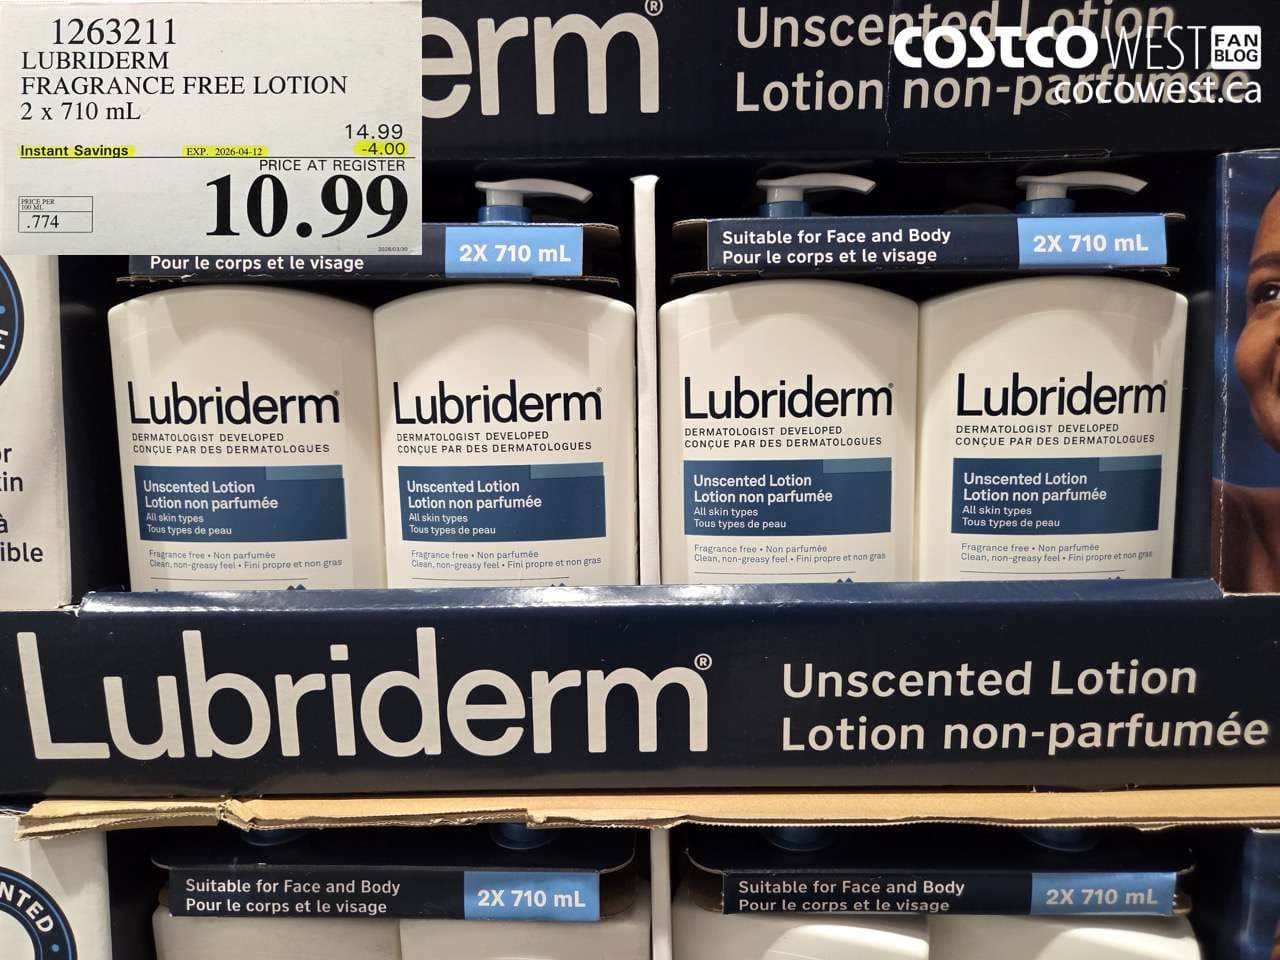 1263211
LUBRIDERM
FRAGRANCE FREE LOTION
2 x 710 mL
14.99
Instant Savings EXP. 2026-04-12 -4.00
PRICE AT REGISTER
10.99
PRICE PER
100 ML
.774
2026/03/30
erm®
Unscented Lotion
Lotion non-parfumée
COSTCO WEST FAN BLOG
cocowest.ca
Pour le corps et le visage
2X 710 mL
Suitable for Face and Body
Pour le corps et le visage
2X 710 mL
Lubriderm®
DERMATOLOGIST DEVELOPED
CONÇUE PAR DES DERMATOLOGUES
Unscented Lotion
Lotion non parfumée
All skin types
Tous types de peau
Fragrance free • Non parfumée
Clean, non-greasy feel • Fini propre et non gras
Lubriderm®
DERMATOLOGIST DEVELOPED
CONÇUE PAR DES DERMATOLOGUES
Unscented Lotion
Lotion non parfumée
All skin types
Tous types de peau
Fragrance free • Non parfumée
Clean, non-greasy feel • Fini propre et non gras
Lubriderm®
DERMATOLOGIST DEVELOPED
CONÇUE PAR DES DERMATOLOGUES
Unscented Lotion
Lotion non parfumée
All skin types
Tous types de peau
Fragrance free • Non parfumée
Clean, non-greasy feel • Fini propre et non gras
Lubriderm®
DERMATOLOGIST DEVELOPED
CONÇUE PAR DES DERMATOLOGUES
Unscented Lotion
Lotion non parfumée
All skin types
Tous types de peau
Fragrance free • Non parfumée
Clean, non-greasy feel • Fini propre et non gras
r
in
à
ible
Lubriderm®
Unscented Lotion
Lotion non-parfumée
NTED
Suitable for Face and Body
Pour le corps et le visage
2X 710 mL
Suitable for Face and Body
Pour le corps et le visage
2X 710 mL